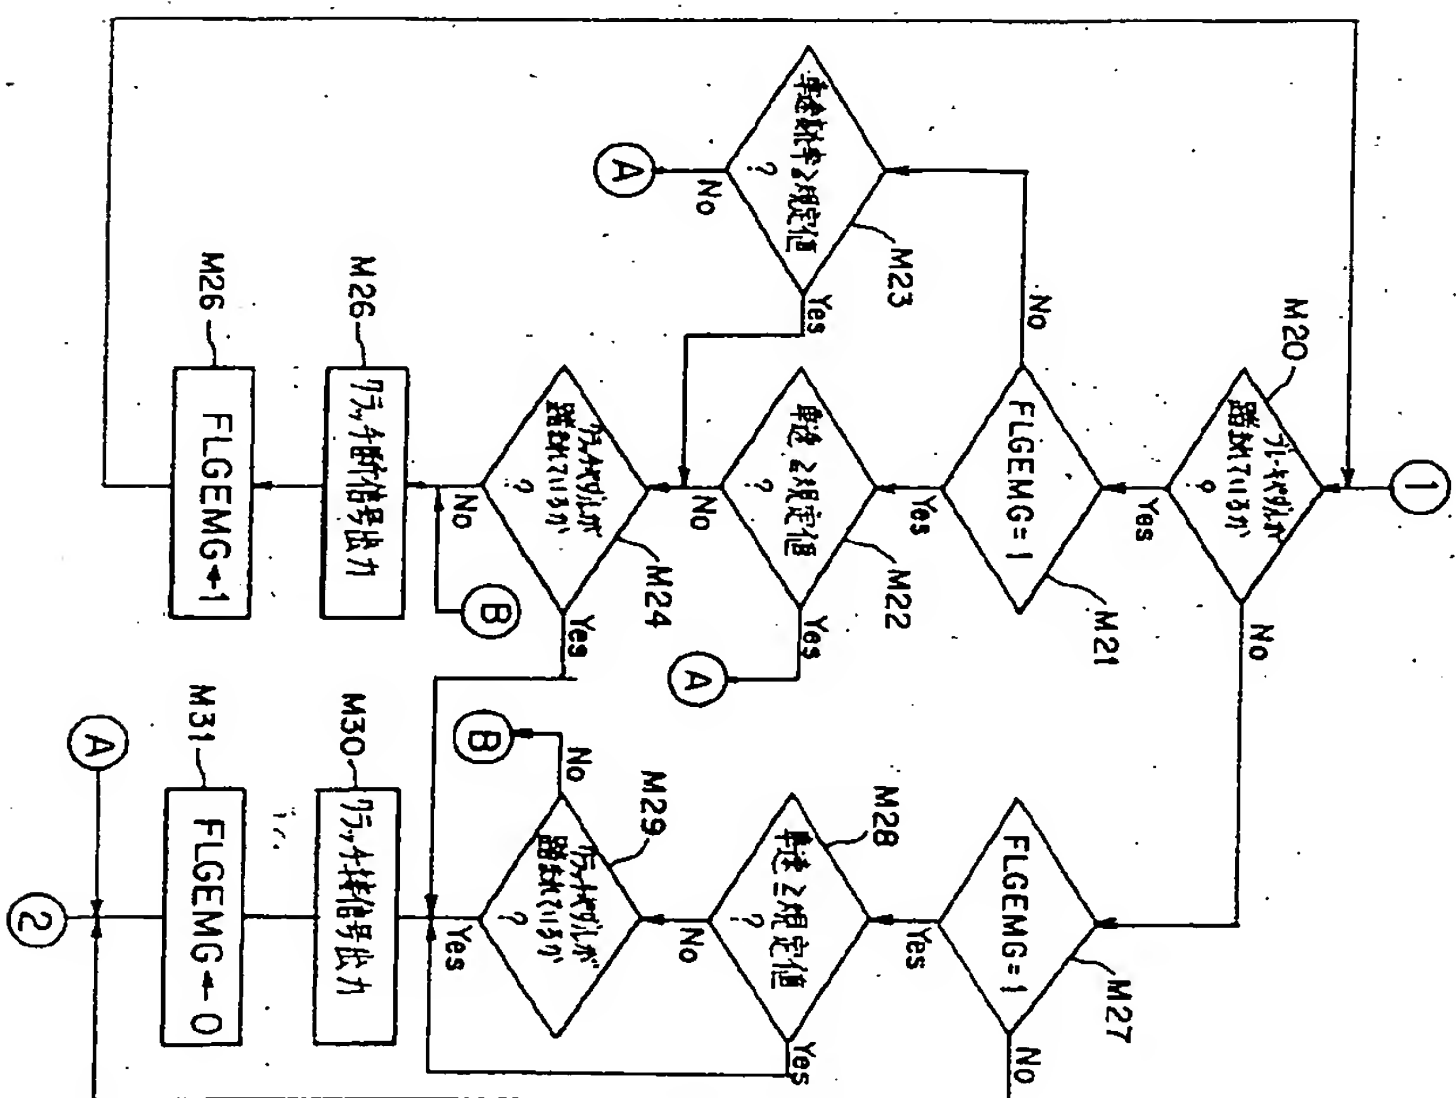 ①
M20
ブレーキペダルが
踏まれているか
?
Yes
No
M21
FLGEMG=1
No
Yes
M27
FLGEMG=1
No
Yes
M23
車速効率≧規定値
?
No
Yes
A
M22
車速≧規定値
?
No
Yes
A
M28
車速≧規定値
?
No
Yes
M24
クラッチペダルが
踏まれているか
?
No
Yes
B
M29
クラッチペダルが
踏まれているか
?
No
Yes
B
M26
クラッチ断信号出力
M30
クラッチ接信号出力
M26
FLGEMG←1
M31
FLGEMG←0
A
②